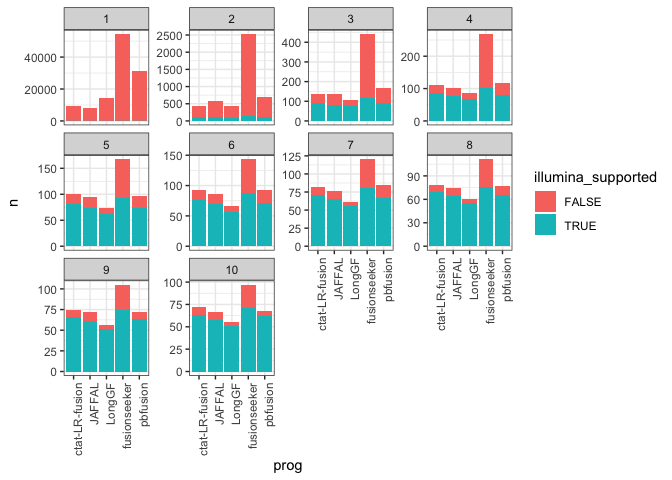 1
2
3
4
40000
20000
0
2500
2000
1500
1000
500
0
400
300
200
100
0
200
100
0
5
6
7
8
150
100
50
0
150
100
50
0
125
100
75
50
25
0
90
60
30
0
9
10
100
75
50
25
0
100
75
50
25
0
ctat-LR-fusion
JAFFAL
LongGF
fusionseeker
pbfusion
ctat-LR-fusion
JAFFAL
LongGF
fusionseeker
pbfusion
ctat-LR-fusion
JAFFAL
LongGF
fusionseeker
pbfusion
ctat-LR-fusion
JAFFAL
LongGF
fusionseeker
pbfusion
n
prog
illumina_supported
FALSE
TRUE